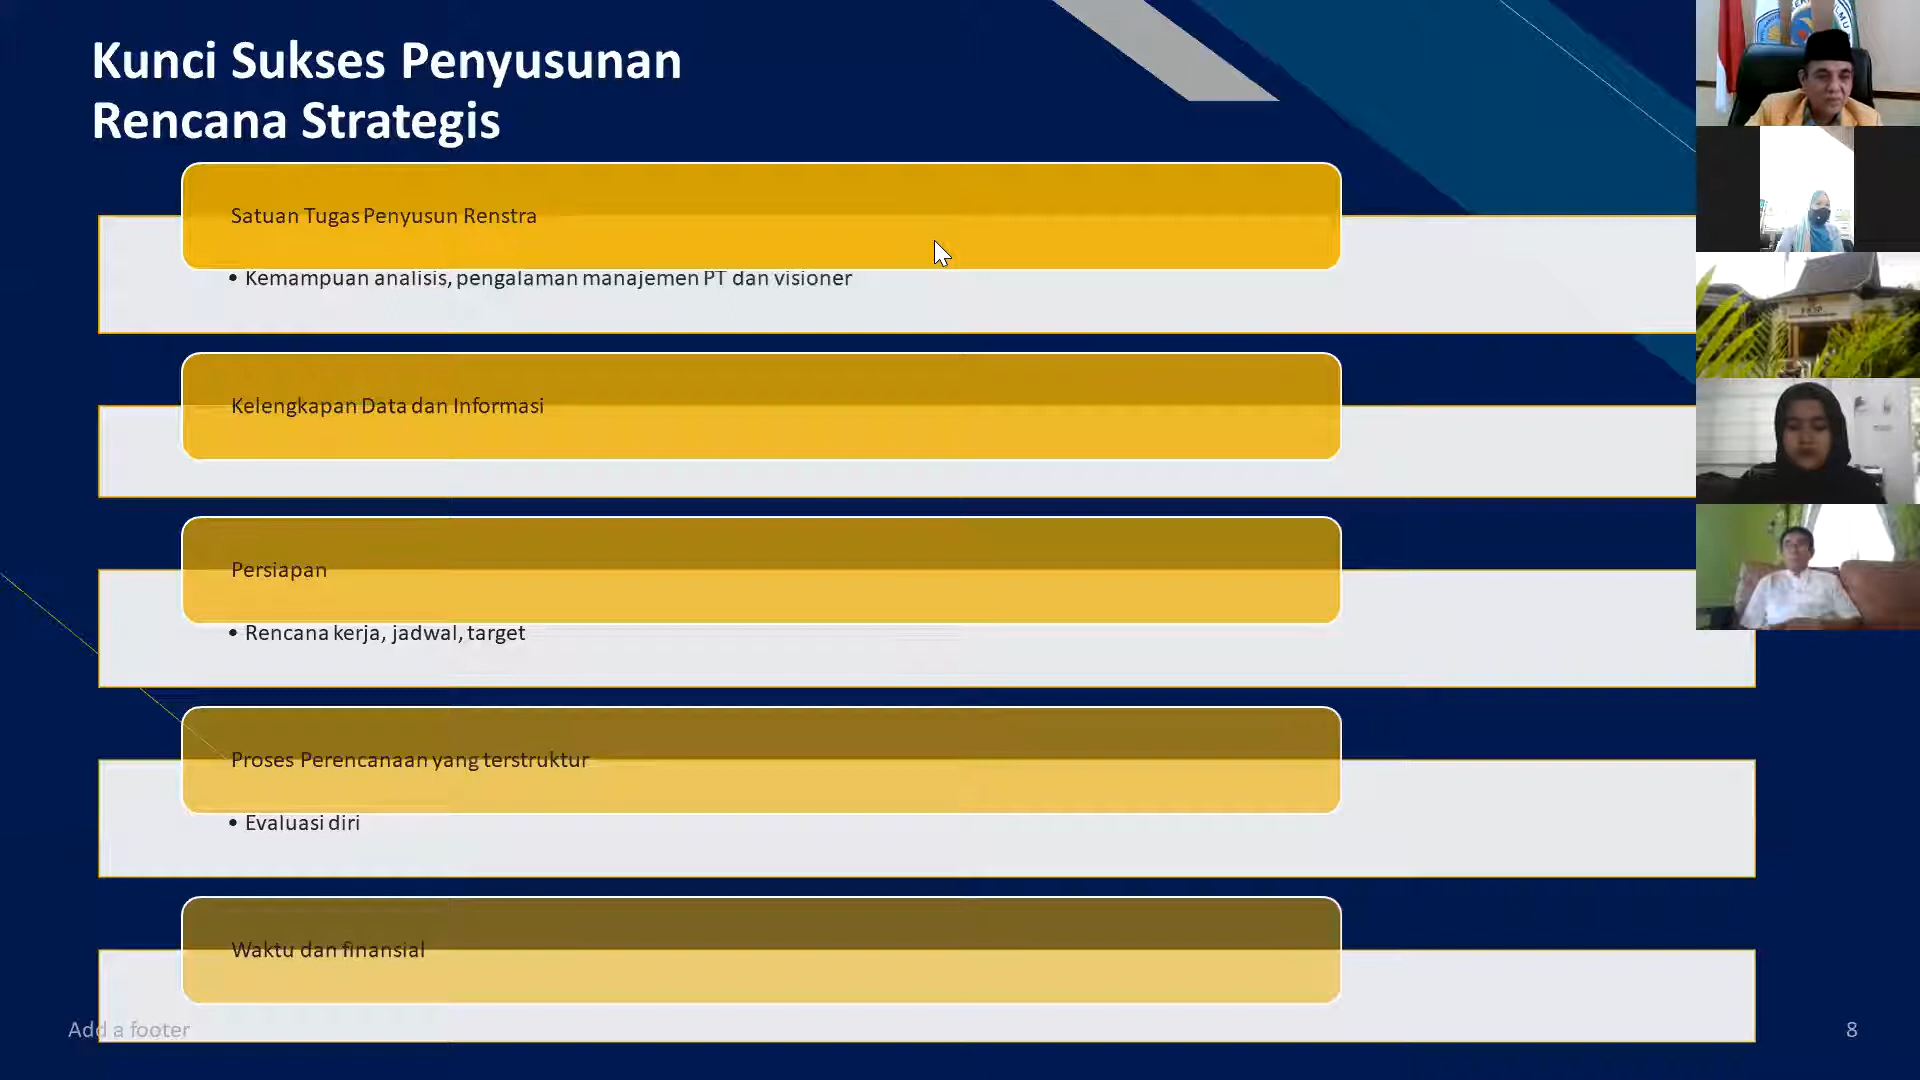 Kunci Sukses Penyusunan
Rencana Strategis
Satuan Tugas Penyusun Renstra
• Kemampuan analisis, pengalaman manajemen PT dan visioner
Kelengkapan Data dan Informasi
Persiapan
• Rencana kerja, jadwal, target
Proses Perencanaan yang terstruktur
• Evaluasi diri
Waktu dan finansial
Add a footer
8